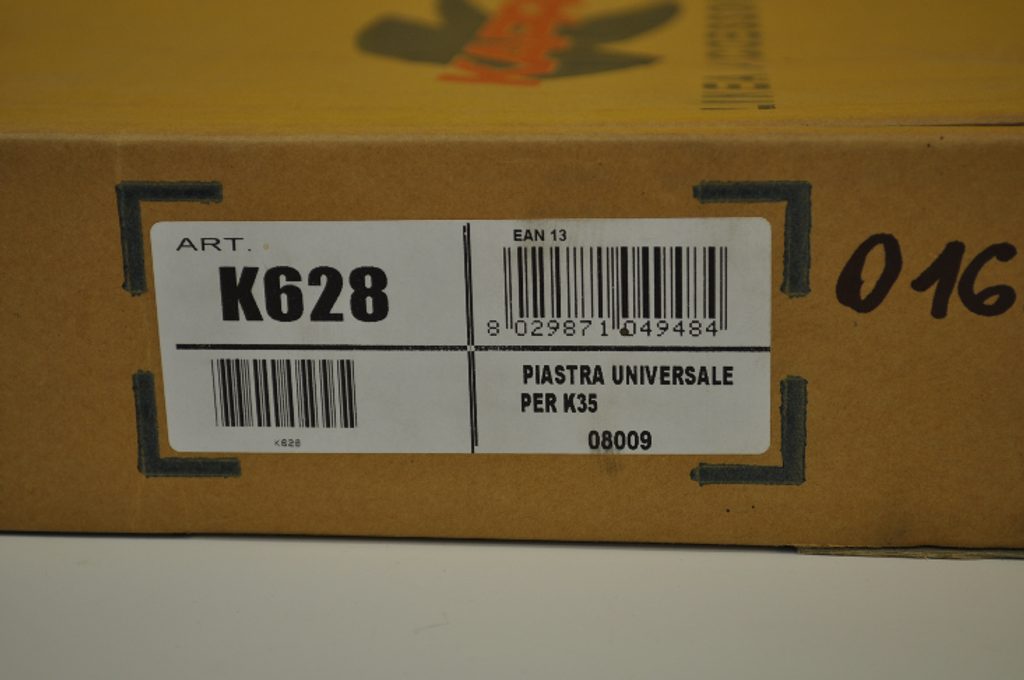 ART.
K628
EAN 13
8 029871 049484
K628
PIASTRA UNIVERSALE
PER K35
08009
016